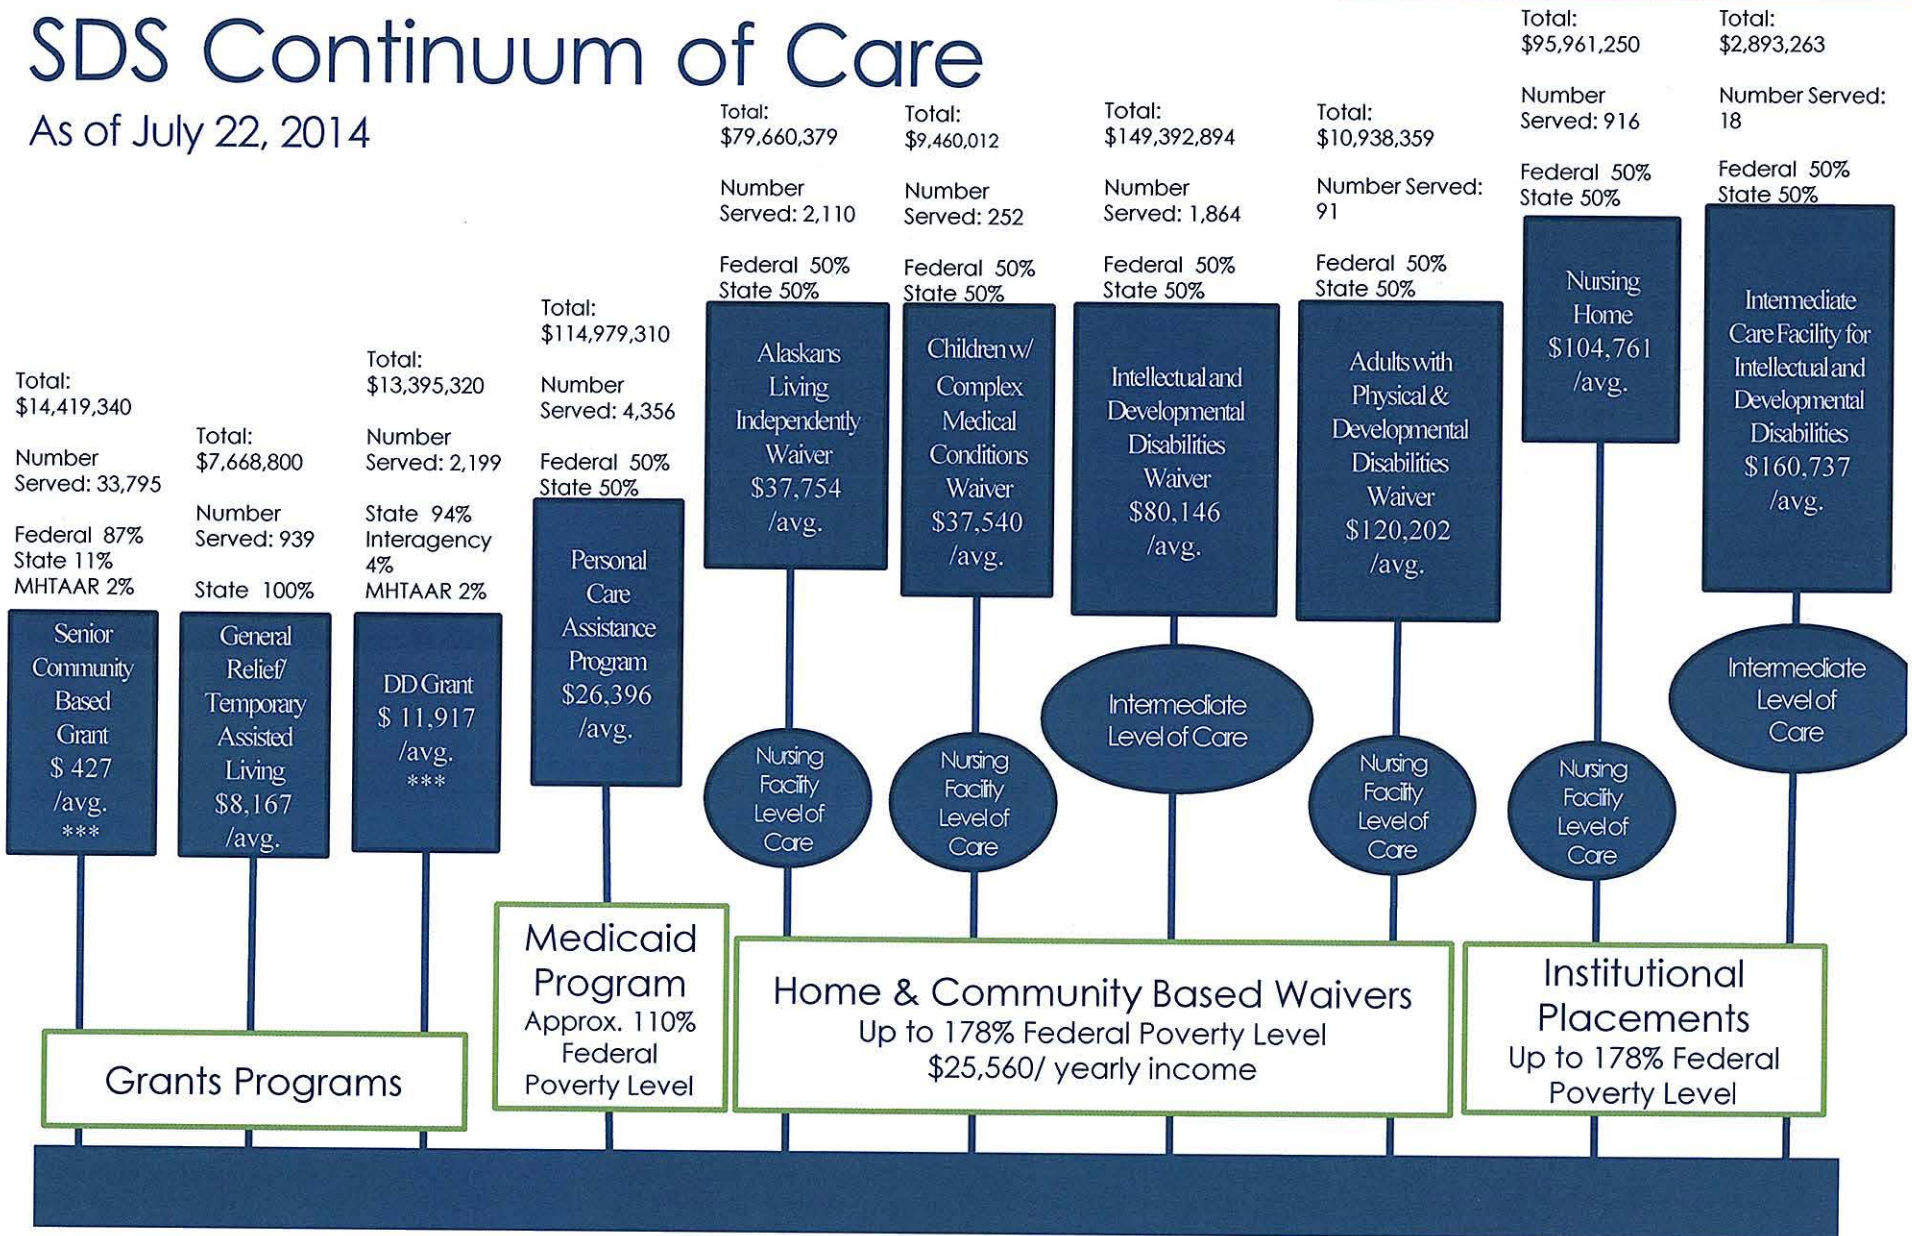 SDS Continuum of Care
As of July 22, 2014
Total:
$14,419,340
Number
Served: 33,795
Federal 87%
State 11%
MHTAAR 2%
Senior
Community
Based
Grant
$ 427
/avg.
***
Total:
$7,668,800
Number
Served: 939
State 100%
General
Relief/
Temporary
Assisted
Living
$8,167
/avg.
Total:
$13,395,320
Number
Served: 2,199
State 94%
Interagency
4%
MHTAAR 2%
DD Grant
$ 11,917
/avg.
***
Total:
$114,979,310
Number
Served: 4,356
Federal 50%
State 50%
Personal
Care
Assistance
Program
$26,396
/avg.
Total:
$79,660,379
Number
Served: 2,110
Federal 50%
State 50%
Alaskans
Living
Independently
Waiver
$37,754
/avg.
Nursing
Facility
Level of
Care
Total:
$9,460,012
Number
Served: 252
Federal 50%
State 50%
Children w/
Complex
Medical
Conditions
Waiver
$37,540
/avg.
Nursing
Facility
Level of
Care
Total:
$149,392,894
Number
Served: 1,864
Federal 50%
State 50%
Intellectual and
Developmental
Disabilities
Waiver
$80,146
/avg.
Intermediate
Level of Care
Total:
$10,938,359
Number Served:
91
Federal 50%
State 50%
Adults with
Physical &
Developmental
Disabilities
Waiver
$120,202
/avg.
Nursing
Facility
Level of
Care
Total:
$95,961,250
Number
Served: 916
Federal 50%
State 50%
Nursing
Home
$104,761
/avg.
Nursing
Facility
Level of
Care
Total:
$2,893,263
Number Served:
18
Federal 50%
State 50%
Intermediate
Care Facility for
Intellectual and
Developmental
Disabilities
$160,737
/avg.
Intermediate
Level of
Care
Grants Programs
Medicaid
Program
Approx. 110%
Federal
Poverty Level
Home & Community Based Waivers
Up to 178% Federal Poverty Level
$25,560/ yearly income
Institutional
Placements
Up to 178% Federal
Poverty Level